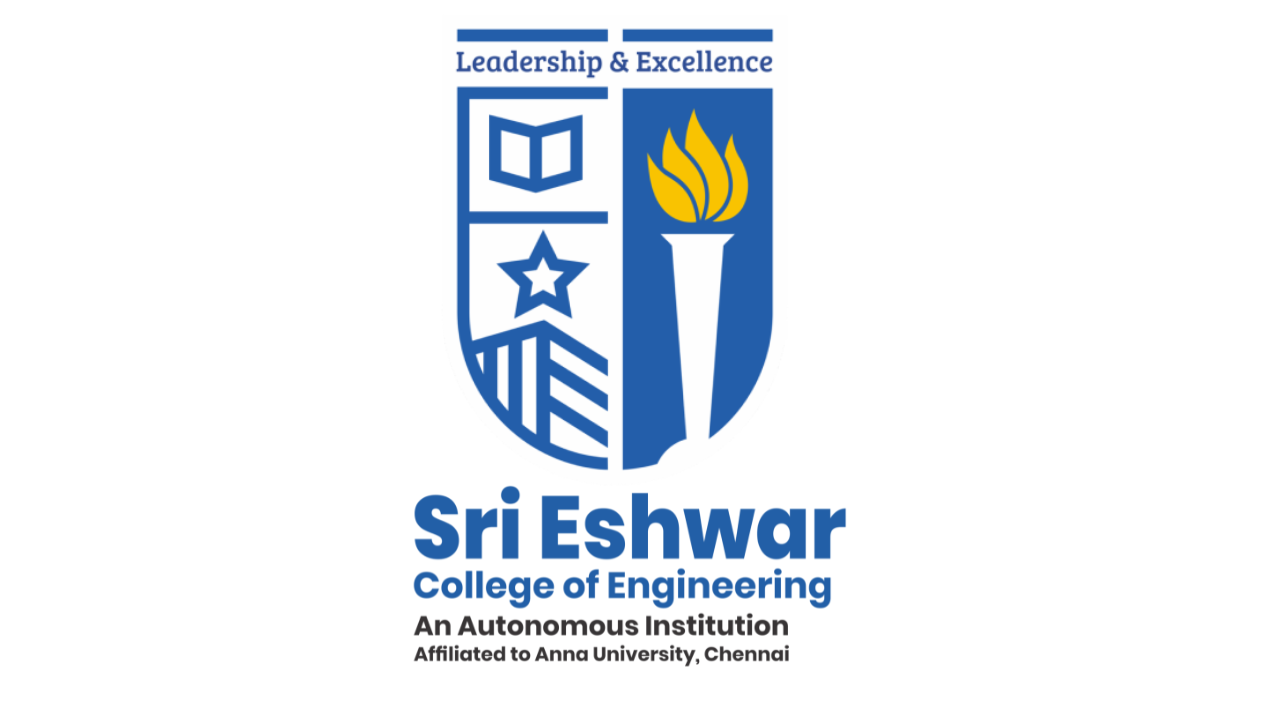 Leadership & Excellence
Sri Eshwar
College of Engineering
An Autonomous Institution
Affiliated to Anna University, Chennai